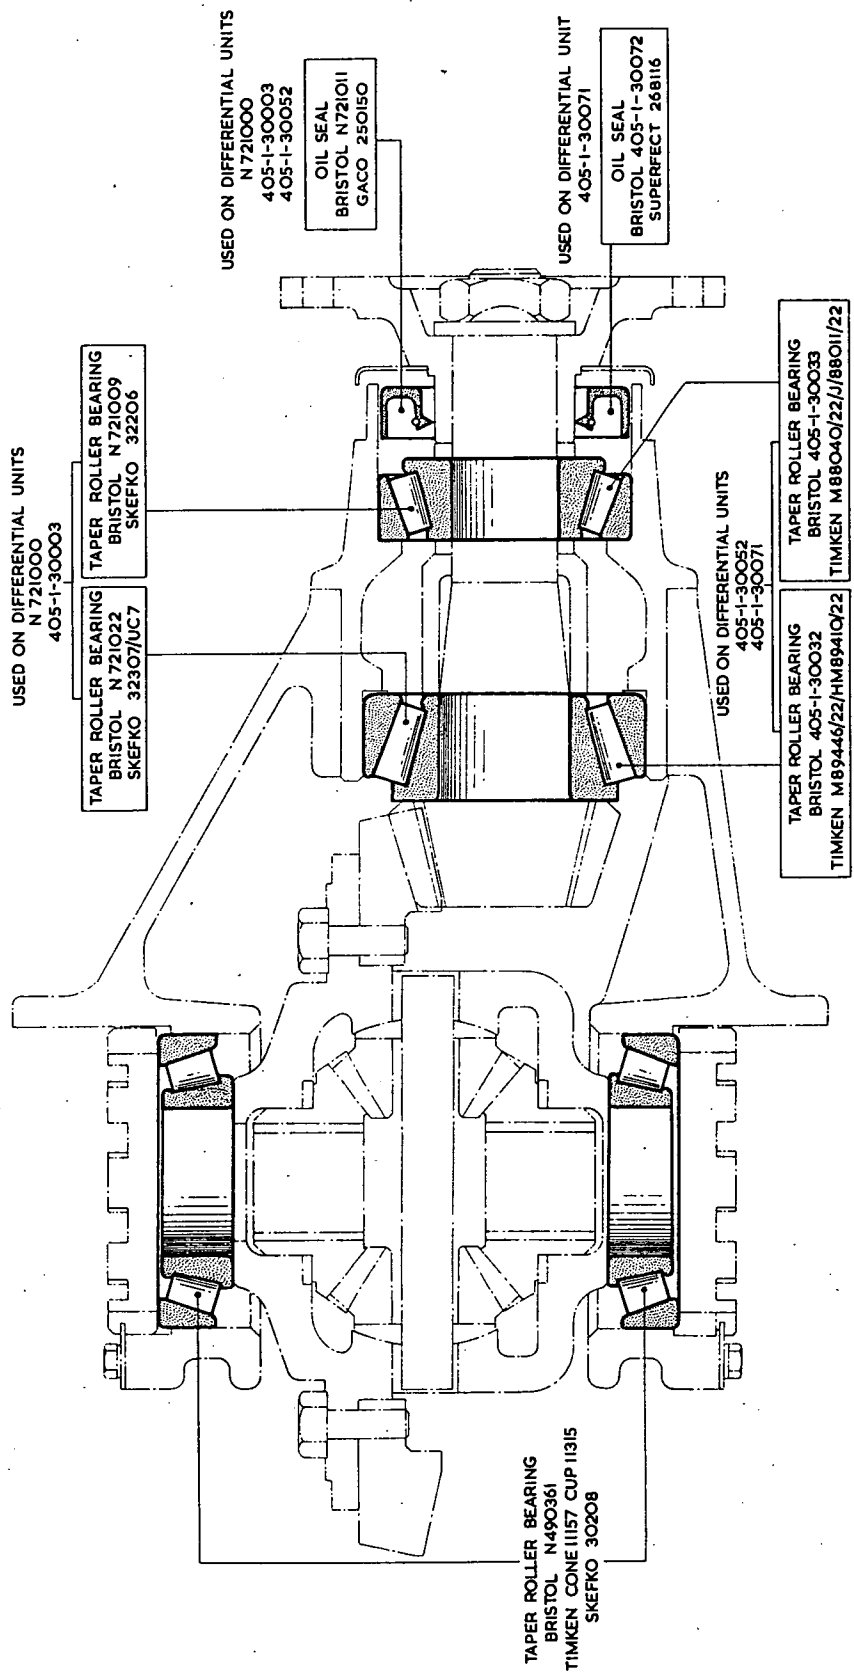 USED ON DIFFERENTIAL UNITS
N 721000
405-1-30003
TAPER ROLLER BEARING
BRISTOL N 721022
SKEFKO 32307/UC7
TAPER ROLLER BEARING
BRISTOL N 721009
SKEFKO 32206
USED ON DIFFERENTIAL UNITS
N 721000
405-1-30003
405-1-30052
OIL SEAL
BRISTOL N721011
GACO 250150
USED ON DIFFERENTIAL UNIT
405-1-30071
OIL SEAL
BRISTOL 405-1-30072
SUPERFECT 268116
USED ON DIFFERENTIAL UNITS
405-1-30052
405-1-30071
TAPER ROLLER BEARING
BRISTOL 405-1-30032
TIMKEN M89446/22/HM89410/22
TAPER ROLLER BEARING
BRISTOL 405-1-30033
TIMKEN M88040/22/J/88011/22
TAPER ROLLER BEARING
BRISTOL N490361
TIMKEN CONE 11157 CUP 11315
SKEFKO 30208